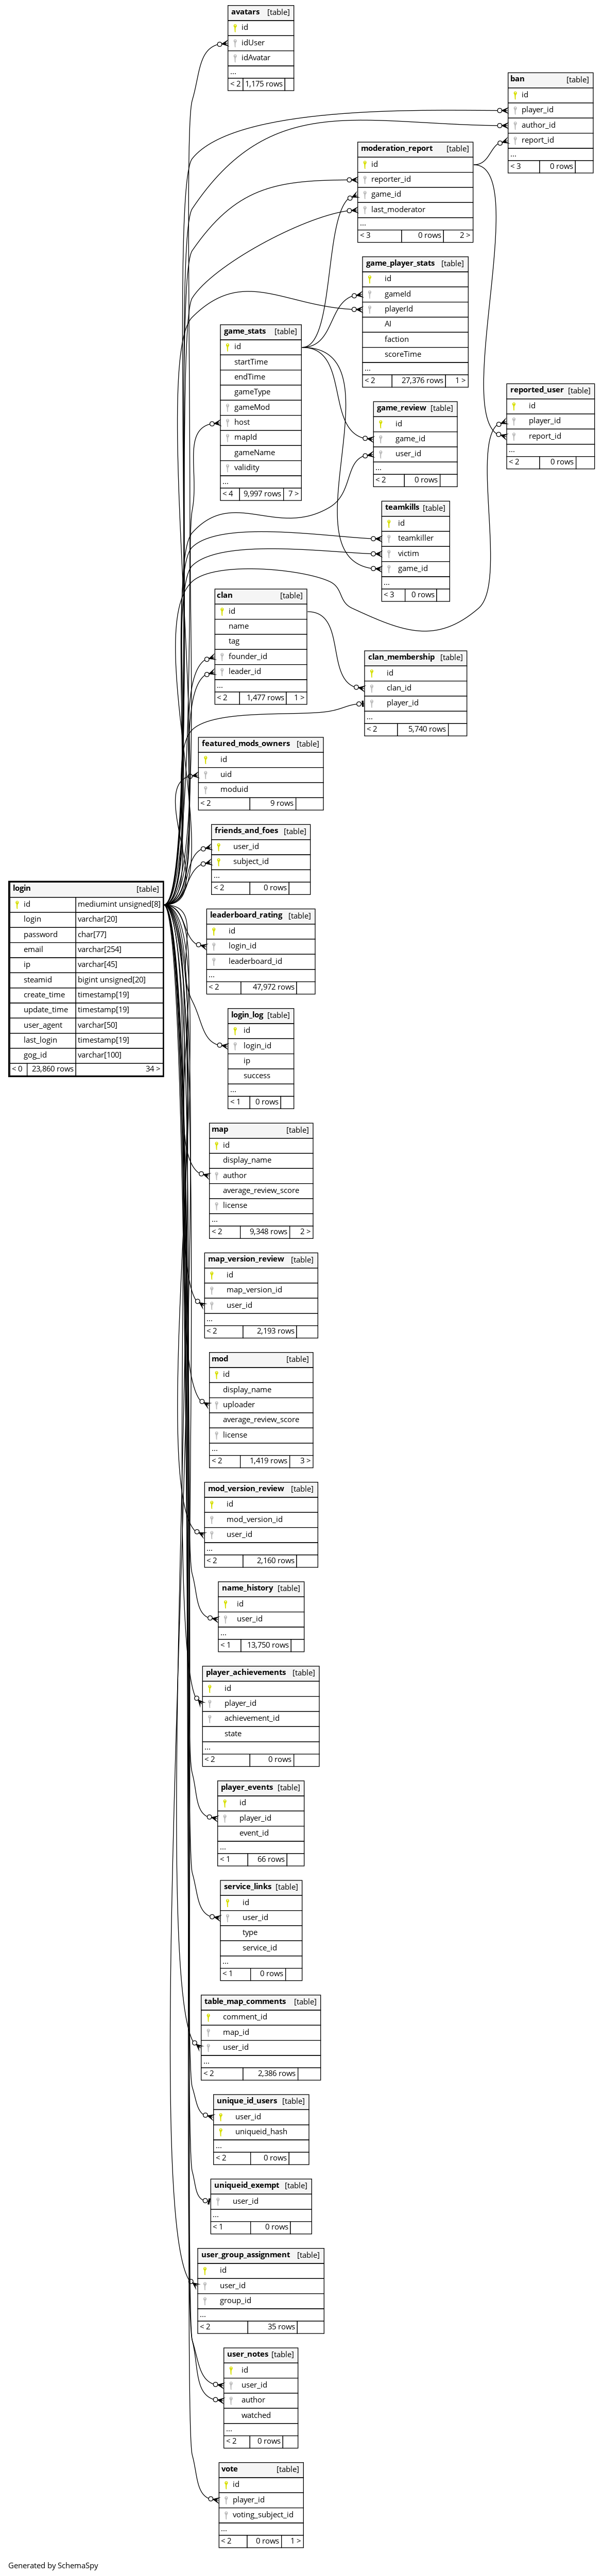 avatars [table]
id
idUser
idAvatar
...
< 2 1,175 rows
ban [table]
id
player_id
author_id
report_id
...
< 3 0 rows
moderation_report [table]
id
reporter_id
game_id
last_moderator
...
< 3 0 rows 2 >
game_player_stats [table]
id
gameId
playerId
AI
faction
scoreTime
...
< 2 27,376 rows 1 >
game_stats [table]
id
startTime
endTime
gameType
gameMod
host
mapId
gameName
validity
...
< 4 9,997 rows 7 >
reported_user [table]
id
player_id
report_id
...
< 2 0 rows
game_review [table]
id
game_id
user_id
...
< 2 0 rows
teamkills [table]
id
teamkiller
victim
game_id
...
< 3 0 rows
clan [table]
id
name
tag
founder_id
leader_id
...
< 2 1,477 rows 1 >
clan_membership [table]
id
clan_id
player_id
...
< 2 5,740 rows
featured_mods_owners [table]
id
uid
moduid
< 2 9 rows
friends_and_foes [table]
user_id
subject_id
...
< 2 0 rows
login [table]
id mediumint unsigned[8]
login varchar[20]
password char[77]
email varchar[254]
ip varchar[45]
steamid bigint unsigned[20]
create_time timestamp[19]
update_time timestamp[19]
user_agent varchar[50]
last_login timestamp[19]
gog_id varchar[100]
< 0 23,860 rows 34 >
leaderboard_rating [table]
id
login_id
leaderboard_id
...
< 2 47,972 rows
login_log [table]
id
login_id
ip
success
...
< 1 0 rows
map [table]
id
display_name
author
average_review_score
license
...
< 2 9,348 rows 2 >
map_version_review [table]
id
map_version_id
user_id
...
< 2 2,193 rows
mod [table]
id
display_name
uploader
average_review_score
license
...
< 2 1,419 rows 3 >
mod_version_review [table]
id
mod_version_id
user_id
...
< 2 2,160 rows
name_history [table]
id
user_id
...
< 1 13,750 rows
player_achievements [table]
id
player_id
achievement_id
state
...
< 2 0 rows
player_events [table]
id
player_id
event_id
...
< 1 66 rows
service_links [table]
id
user_id
type
service_id
...
< 1 0 rows
table_map_comments [table]
comment_id
map_id
user_id
...
< 2 2,386 rows
unique_id_users [table]
user_id
uniqueid_hash
...
< 2 0 rows
uniqueid_exempt [table]
user_id
...
< 1 0 rows
user_group_assignment [table]
id
user_id
group_id
...
< 2 35 rows
user_notes [table]
id
user_id
author
watched
...
< 2 0 rows
vote [table]
id
player_id
voting_subject_id
...
< 2 0 rows 1 >
Generated by SchemaSpy